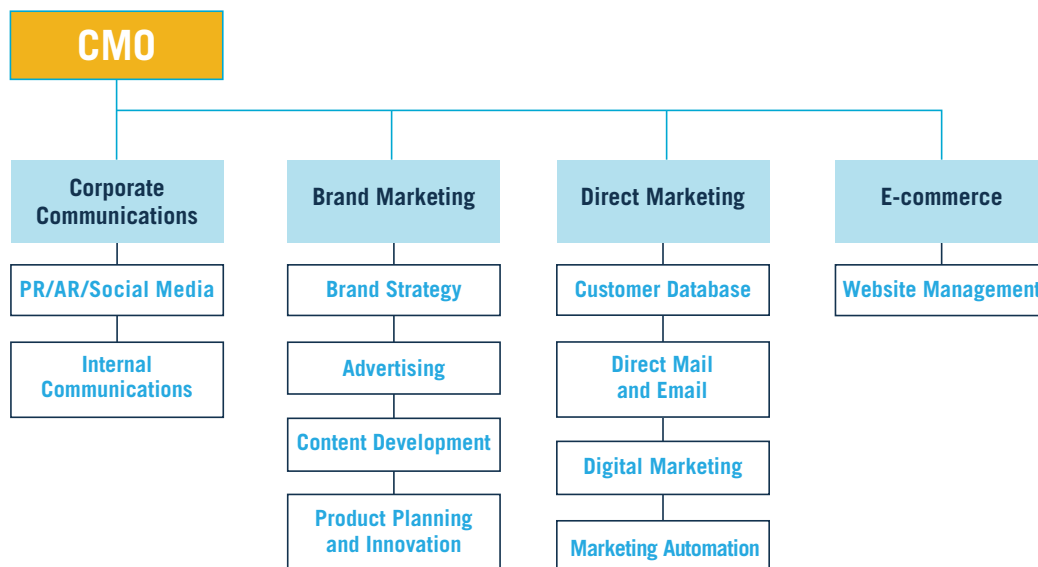 CMO
Corporate
Communications
Brand Marketing
Direct Marketing
E-commerce
PR/AR/Social Media
Brand Strategy
Customer Database
Website Management
Internal
Communications
Advertising
Direct Mail
and Email
Content Development
Digital Marketing
Product Planning
and Innovation
Marketing Automation